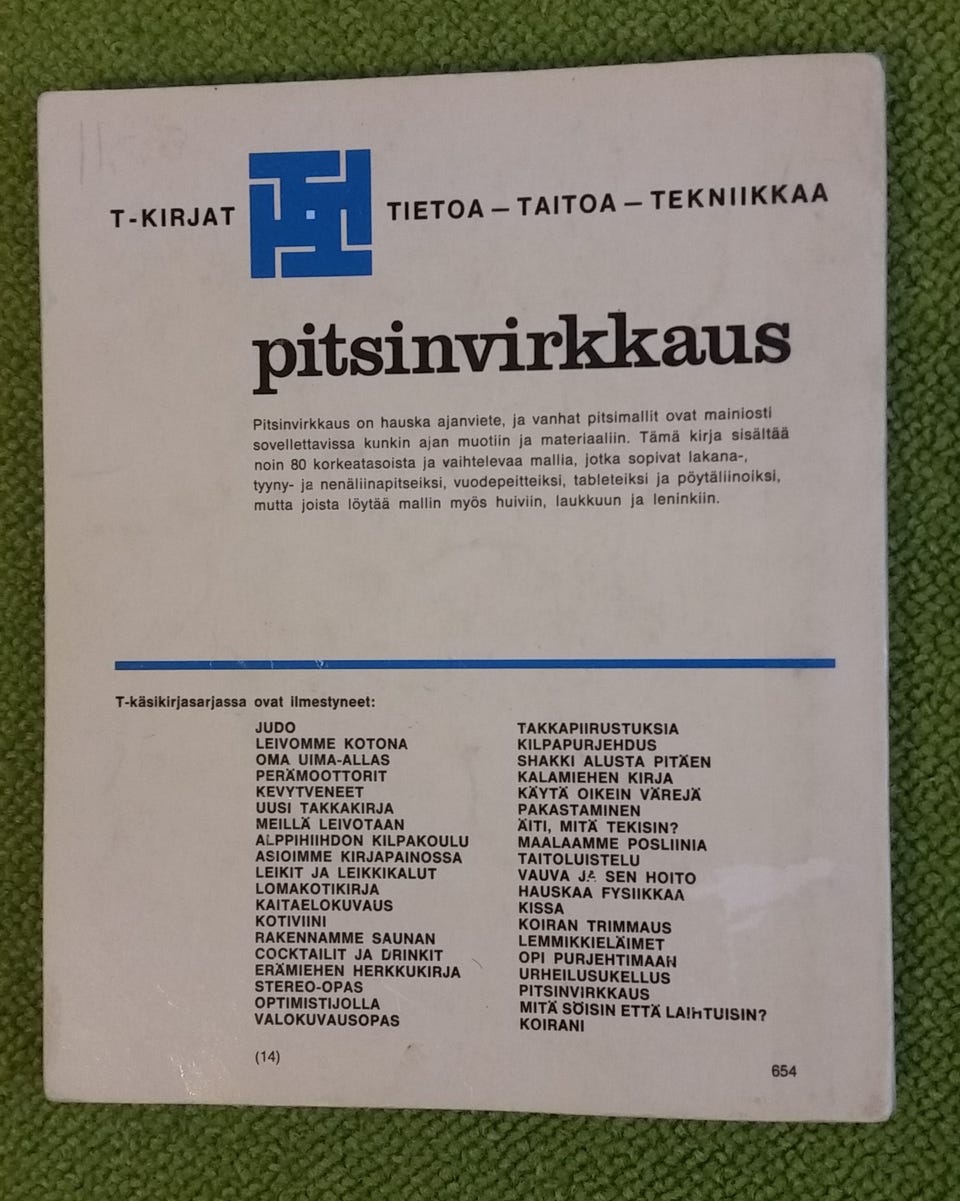 T-KIRJAT TIETOA – TAITOA – TEKNIIKKAA
pitsinvirkkaus
Pitsinvirkkaus on hauska ajanviete, ja vanhat pitsimallit ovat mainiosti
sovellettavissa kunkin ajan muotiin ja materiaaliin. Tämä kirja sisältää
noin 80 korkeatasoista ja vaihtelevaa mallia, jotka sopivat lakana-,
tyyny- ja nenäliinapitseiksi, vuodepeitteiksi, tableteiksi ja pöytäliinoiksi,
mutta joista löytää mallin myös huiviin, laukkuun ja leninkiin.
T-käsikirjasarjassa ovat ilmestyneet:
JUDO
LEIVOMME KOTONA
OMA UIMA-ALLAS
PERÄMOOTTORIT
KEVYTVENEET
UUSI TAKKAKIRJA
MEILLÄ LEIVOTAAN
ALPPIHIIHDON KILPAKOULU
ASIOIMME KIRJAPAINOSSA
LEIKIT JA LEIKKIKALUT
LOMAKOTIKIRJA
KAITAELOKUVAUS
KOTIVIINI
RAKENNAMME SAUNAN
COCKTAILIT JA DRINKIT
ERÄMIEHEN HERKKUKIRJA
STEREO-OPAS
OPTIMISTIJOLLA
VALOKUVAUSOPAS
TAKKAPIIRUSTUKSIA
KILPAPURJEHDUS
SHAKKI ALUSTA PITÄEN
KALAMIEHEN KIRJA
KÄYTÄ OIKEIN VÄREJÄ
PAKASTAMINEN
ÄITI, MITÄ TEKISIN?
MAALAAMME POSLIINIA
TAITOLUISTELU
VAUVA JA SEN HOITO
HAUSKAA FYSIIKKAA
KISSA
KOIRAN TRIMMAUS
LEMMIKKIELÄIMET
OPI PURJEHTIMAAN
URHEILUSUKELLUS
PITSINVIRKKAUS
MITÄ SÖISIN ETTÄ LAIHTUISIN?
KOIRANI
(14)
654